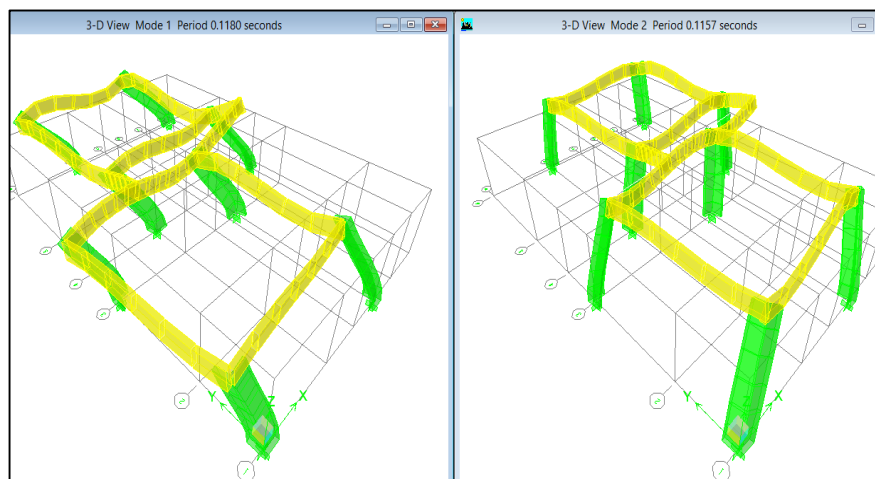 3-D View Mode 1 Period 0.1180 seconds
3-D View Mode 2 Period 0.1157 seconds
Y Z X
Y X